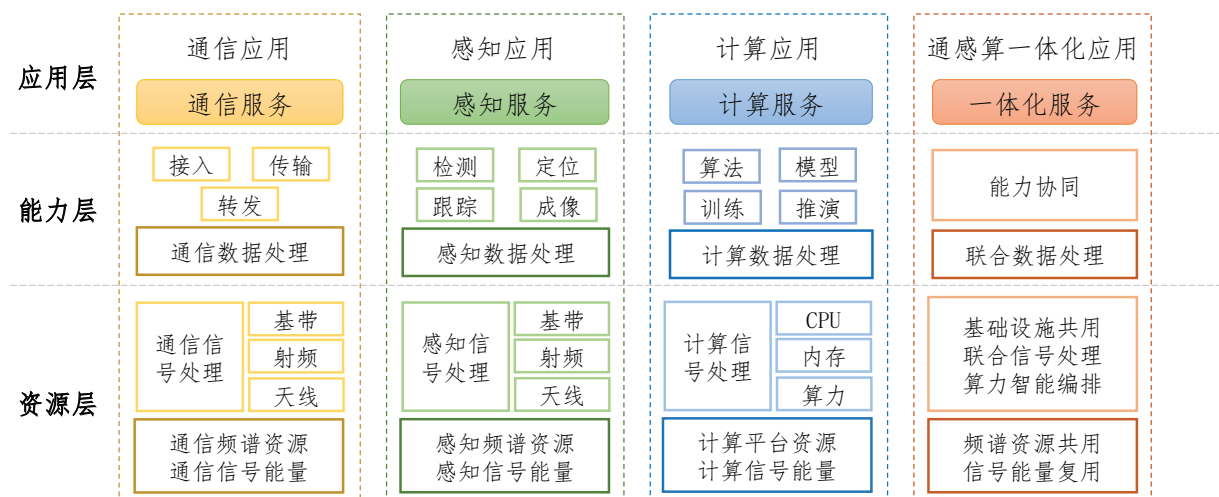 应用层
通信应用
通信服务
感知应用
感知服务
计算应用
计算服务
通感算一体化应用
一体化服务
能力层
接入
传输
转发
通信数据处理
检测
定位
跟踪
成像
感知数据处理
算法
模型
训练
推演
计算数据处理
能力协同
联合数据处理
资源层
通信信
号处理
基带
射频
天线
通信频谱资源
通信信号能量
感知信
号处理
基带
射频
天线
感知频谱资源
感知信号能量
计算信
号处理
CPU
内存
算力
计算平台资源
计算信号能量
基础设施共用
联合信号处理
算力智能编排
频谱资源共用
信号能量复用